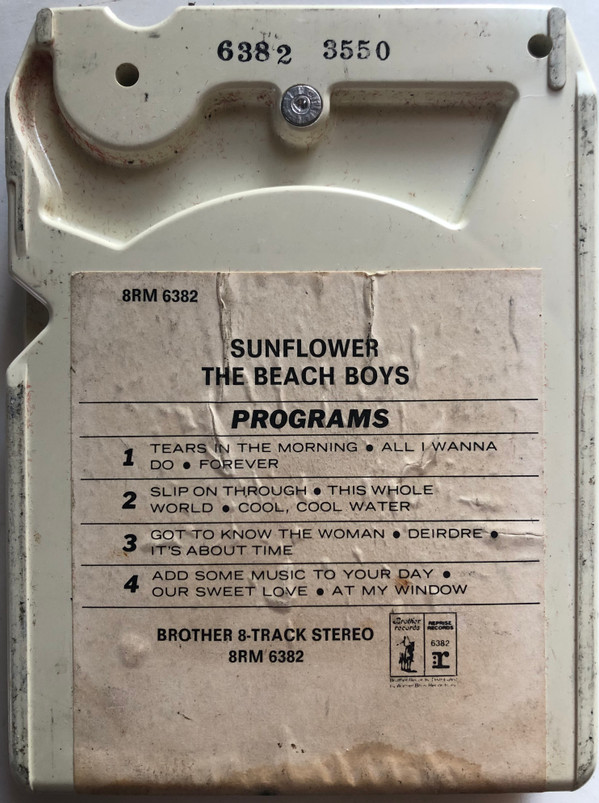 6382 3550
8RM 6382
SUNFLOWER
THE BEACH BOYS
PROGRAMS
1 TEARS IN THE MORNING ● ALL I WANNA
DO ● FOREVER
2 SLIP ON THROUGH ● THIS WHOLE
WORLD ● COOL, COOL WATER
3 GOT TO KNOW THE WOMAN ● DEIRDRE ●
IT'S ABOUT TIME
4 ADD SOME MUSIC TO YOUR DAY ●
OUR SWEET LOVE ● AT MY WINDOW
BROTHER 8-TRACK STEREO
8RM 6382
Brother
records
REPRISE
RECORDS
6382
r